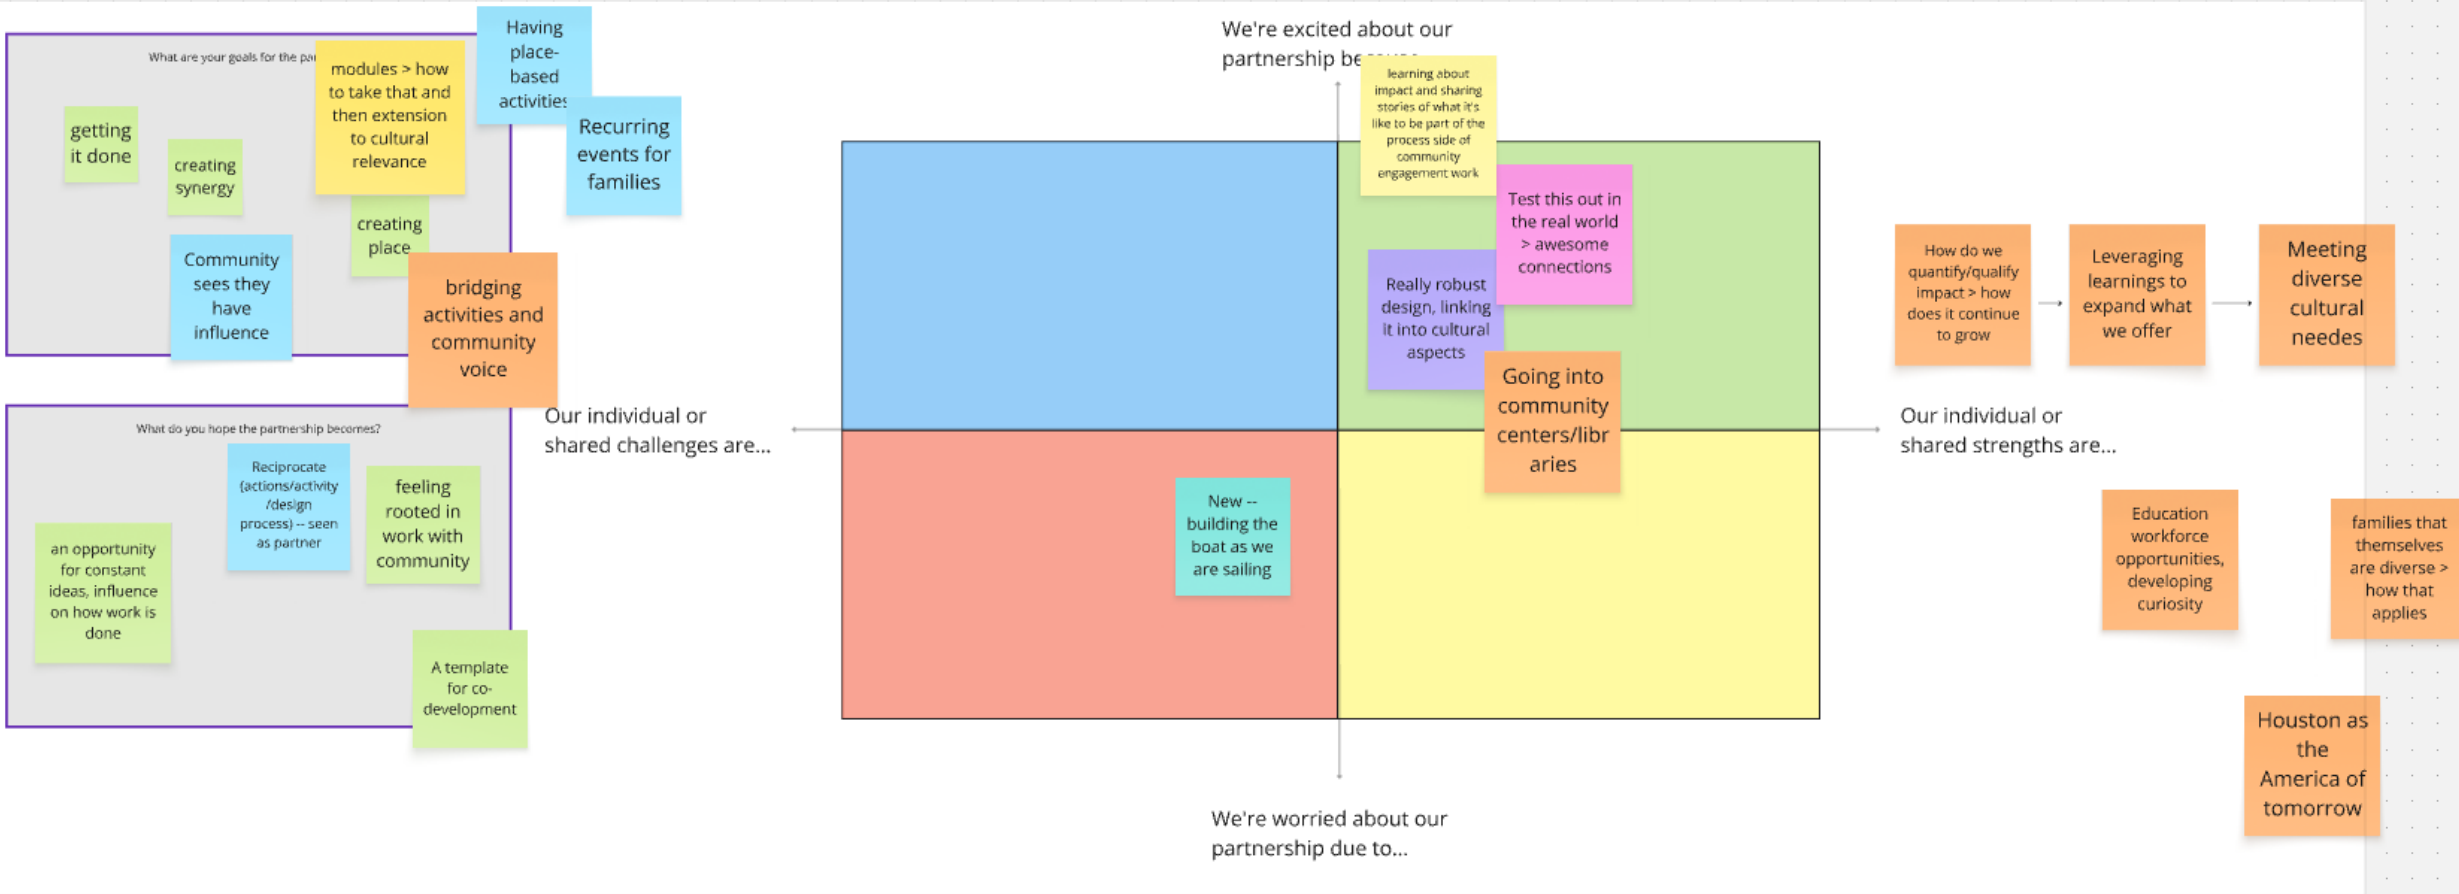 What are your goals for the
getting
it done
creating
synergy
modules > how
to take that and
then extension
to cultural
relevance
creating
place
Community
sees they
have
influence
bridging
activities and
community
voice
Having
place-
based
activities
Recurring
events for
families
What do you hope the partnership becomes?
an opportunity
for constant
ideas, influence
on how work is
done
Reciprocate
(actions/activity
/design
process) -- seen
as partner
feeling
rooted in
work with
community
A template
for co-
development
Our individual or
shared challenges are...
We're excited about our
partnership
learning about
impact and sharing
stories of what it's
like to be part of the
process side of
community
engagement work
Test this out in
the real world
> awesome
connections
Really robust
design, linking
it into cultural
aspects
Going into
community
centers/libr
aries
New --
building the
boat as we
are sailing
We're worried about our
partnership due to...
How do we
quantify/qualify
impact > how
does it continue
to grow
Leveraging
learnings to
expand what
we offer
Meeting
diverse
cultural
needes
Our individual or
shared strengths are...
Education
workforce
opportunities,
developing
curiosity
families that
themselves
are diverse >
how that
applies
Houston as
the
America of
tomorrow